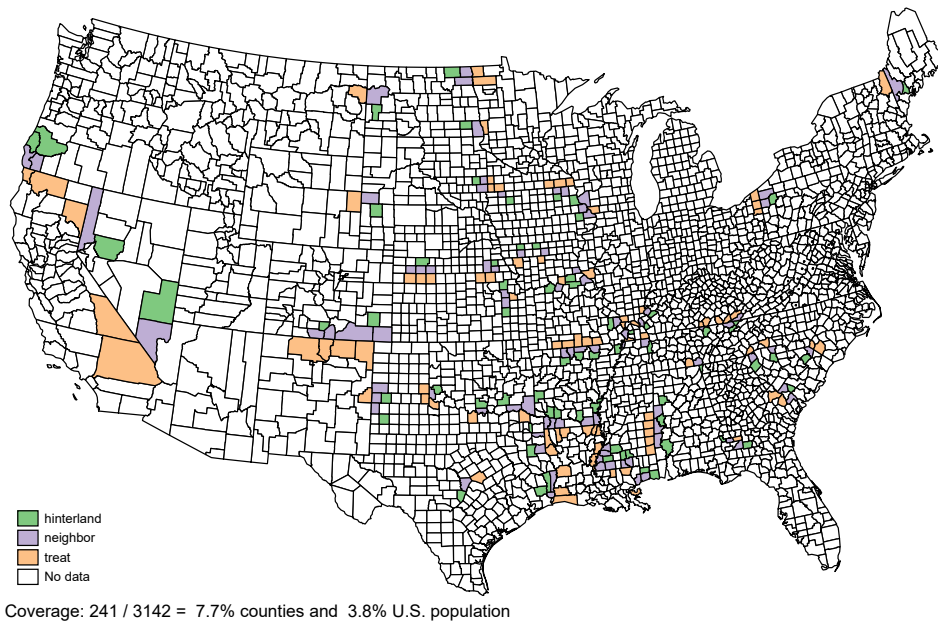 hinterland
neighbor
treat
No data
Coverage: 241 / 3142 =  7.7% counties and  3.8% U.S. population